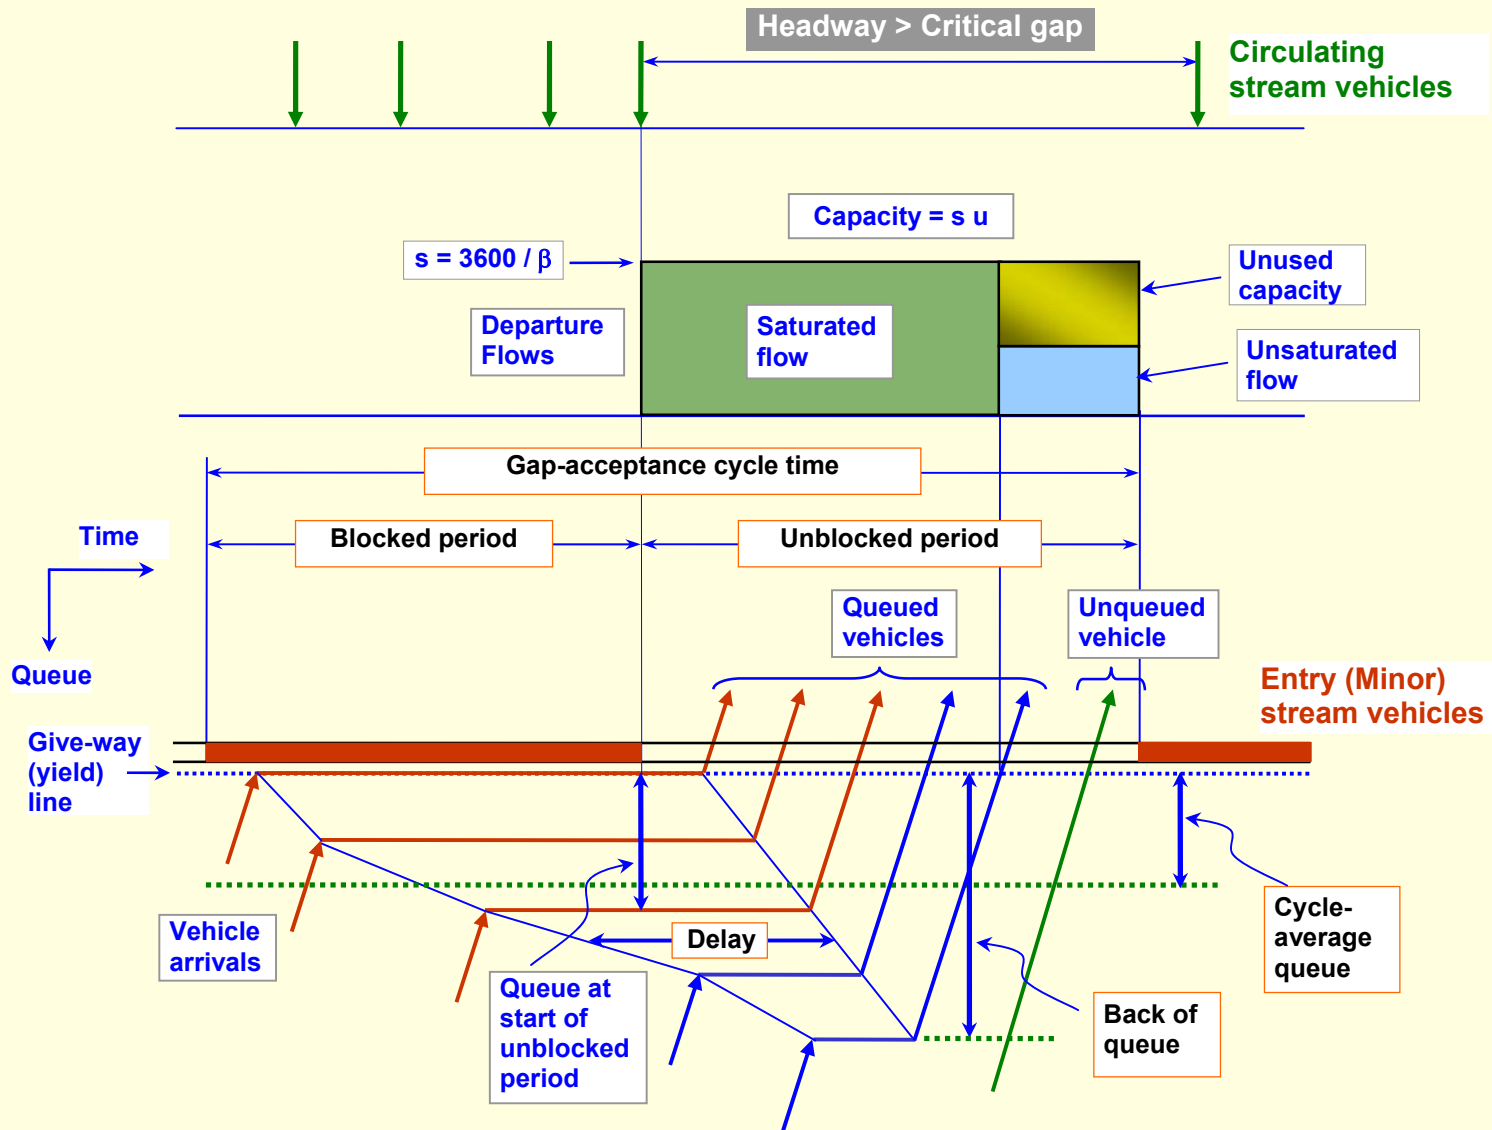 Headway > Critical gap
Circulating
stream vehicles
Capacity = s u
s = 3600 / β
Unused
capacity
Departure
Flows
Saturated
flow
Unsaturated
flow
Gap-acceptance cycle time
Time
Blocked period
Unblocked period
Queue
Queued
vehicles
Unqueued
vehicle
Entry (Minor)
stream vehicles
Give-way
(yield)
line
Vehicle
arrivals
Delay
Queue at
start of
unblocked
period
Cycle-
average
queue
Back of
queue